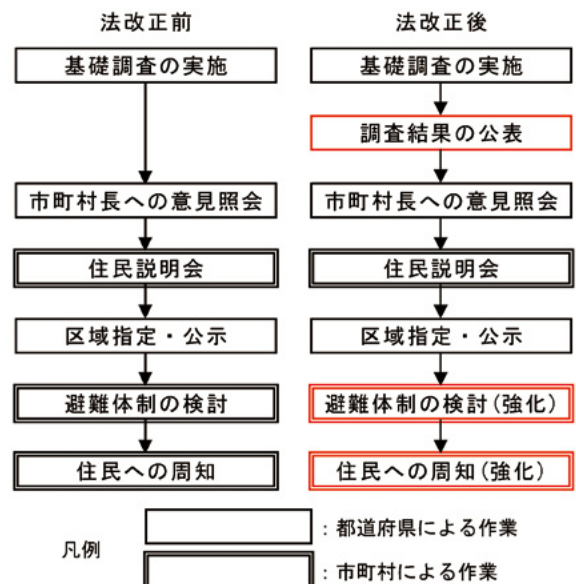 法改正前
基礎調査の実施
市町村長への意見照会
住民説明会
区域指定・公示
避難体制の検討
住民への周知
法改正後
基礎調査の実施
調査結果の公表
市町村長への意見照会
住民説明会
区域指定・公示
避難体制の検討(強化)
住民への周知(強化)
凡例
：都道府県による作業
：市町村による作業